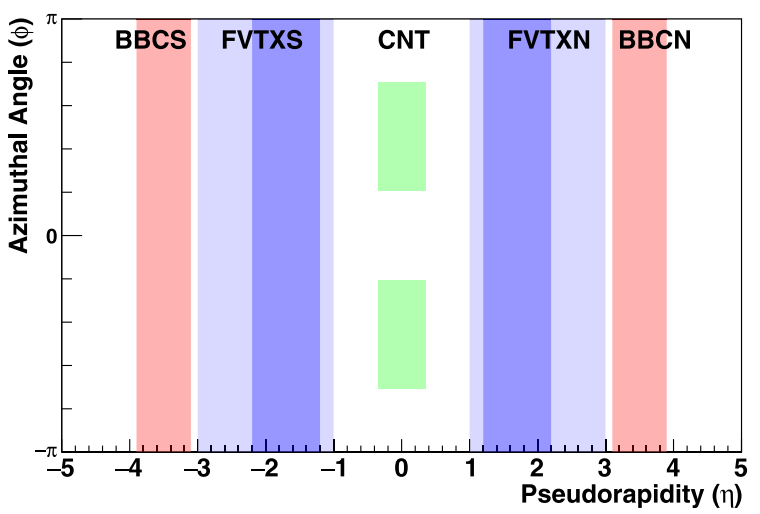 BBCS FVTXS CNT FVTXN BBCN
π
0
−π
−5 −4 −3 −2 −1 0 1 2 3 4 5
Azimuthal Angle (ϕ)
Pseudorapidity (η)